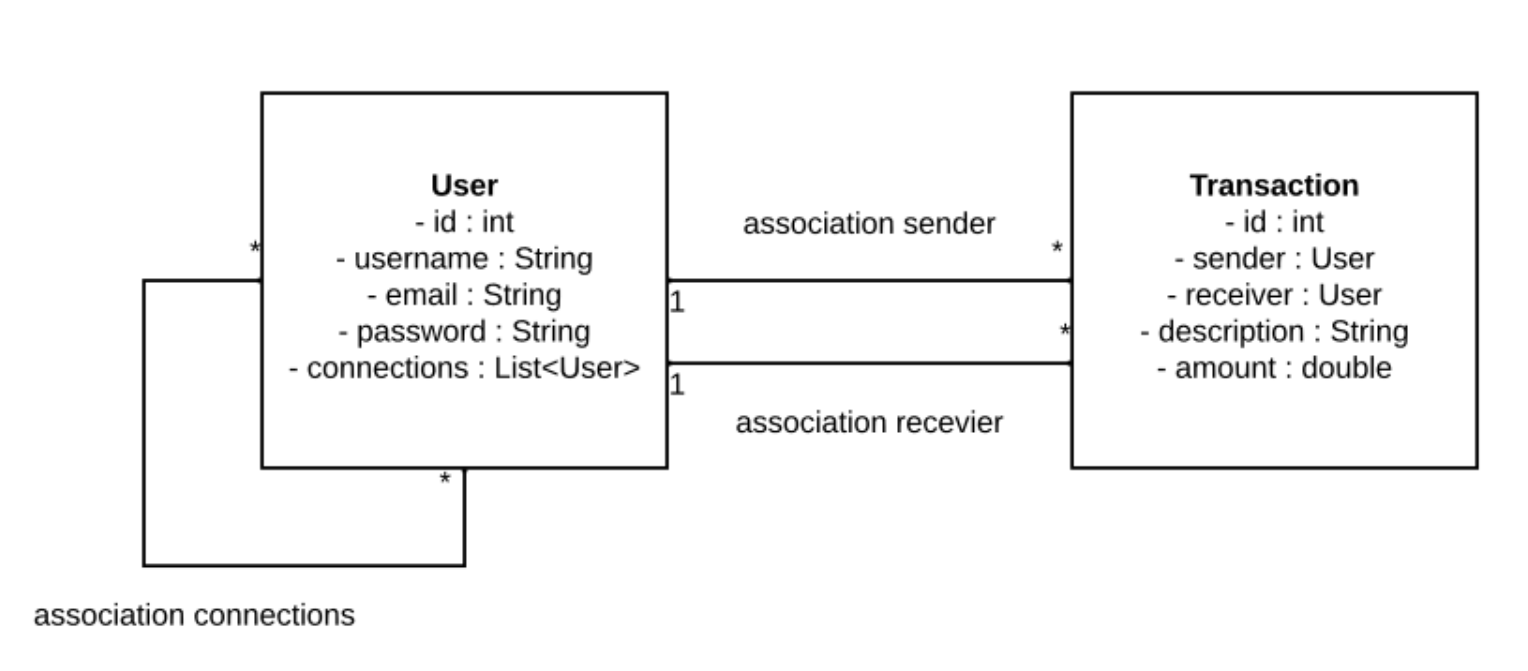 User
- id : int
- username : String
- email : String
- password : String
- connections : List<User>
*
*
association connections
association sender
1
*
1
*
association recevier
Transaction
- id : int
- sender : User
- receiver : User
- description : String
- amount : double